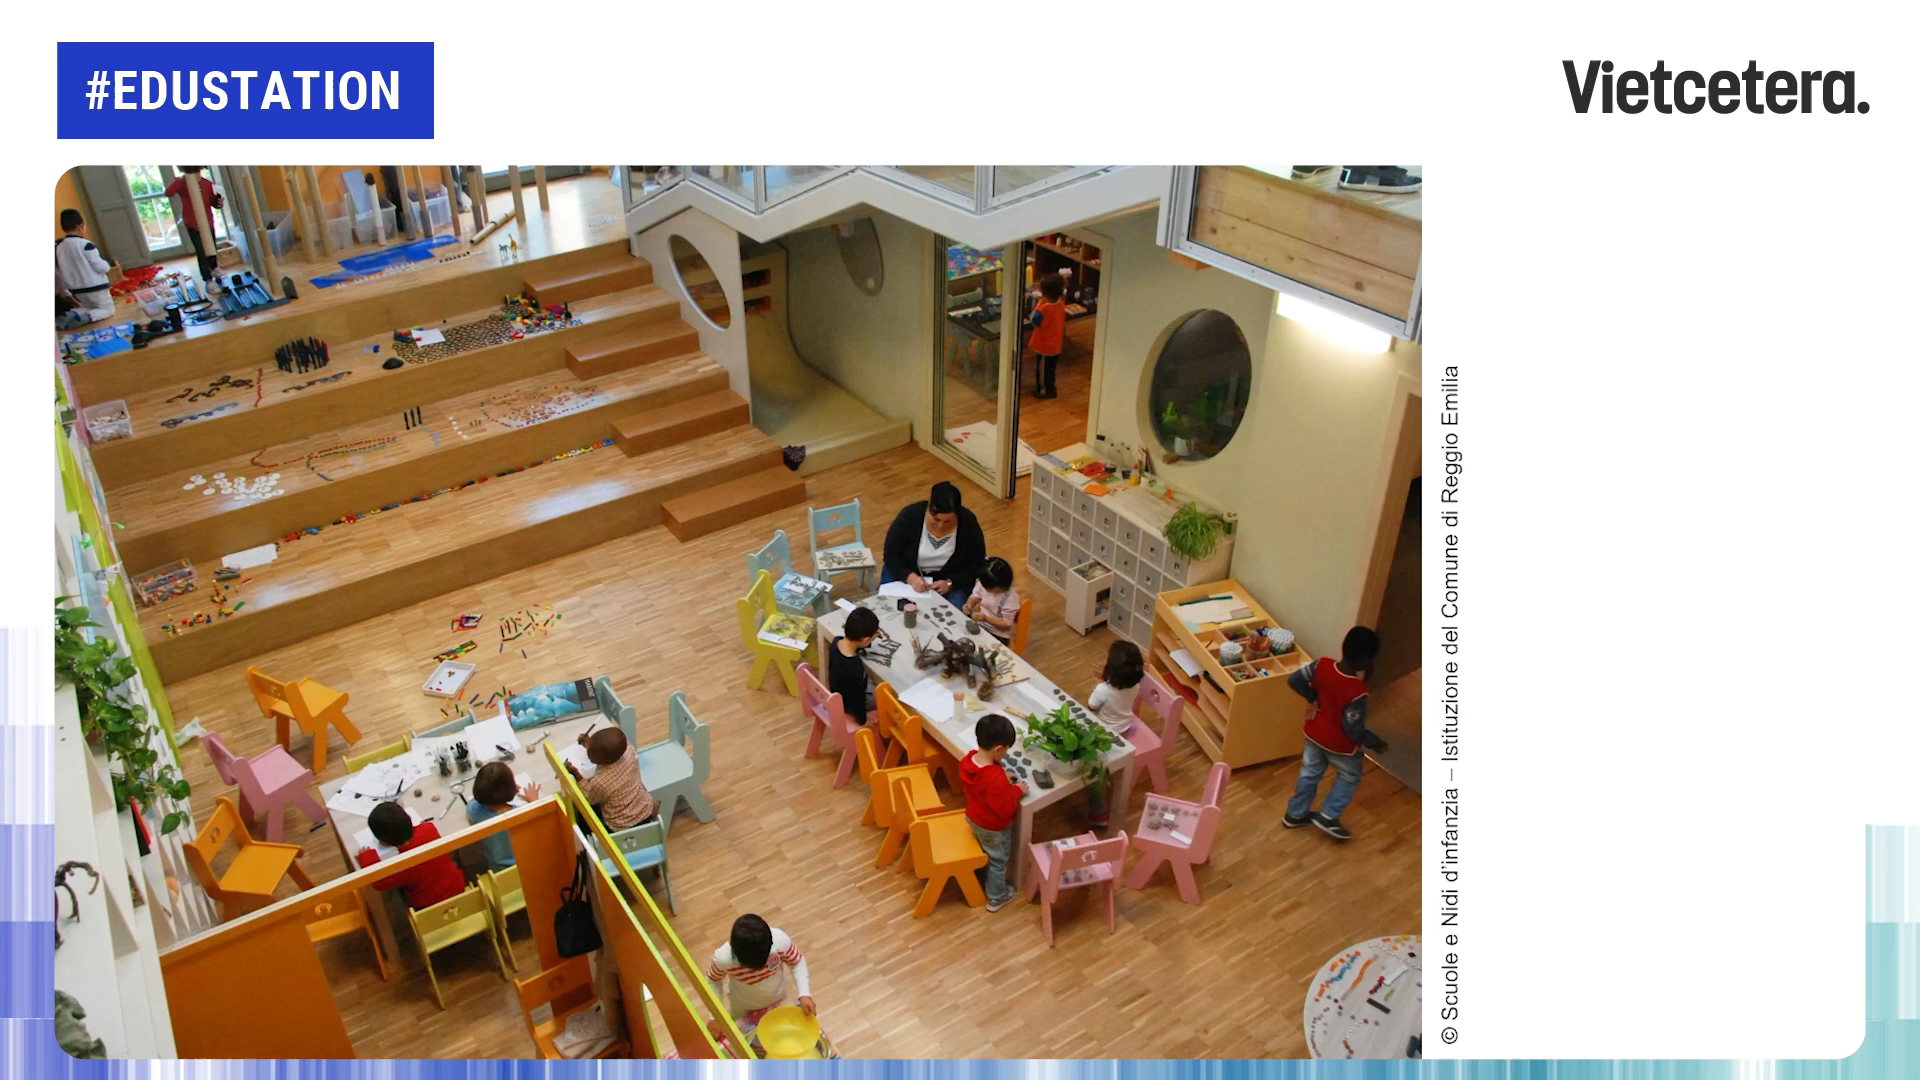 #EDUSTATION
Vietcetera.
© Scuole e Nidi d'infanzia – Istituzione del Comune di Reggio Emilia